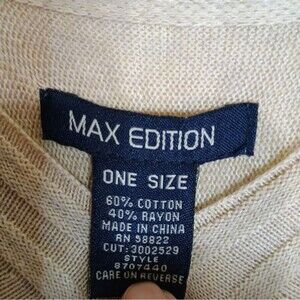 MAX EDITION
ONE SIZE
60% COTTON
40% RAYON
MADE IN CHINA
RN 58822
CUT: 3002529
STYLE
8707440
CARE ON REVERSE